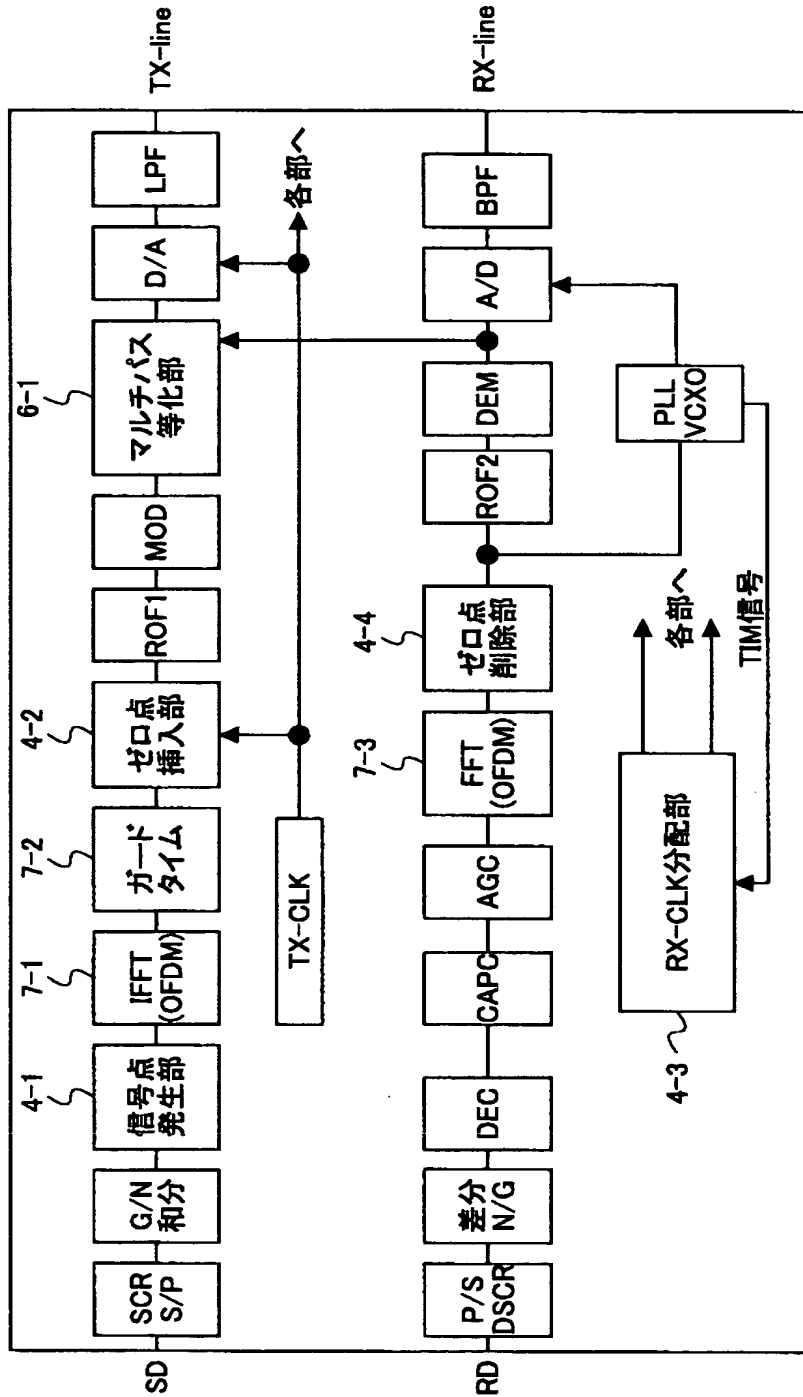 SD
SCR
S/P
G/N
和分
4-1
信号点
発生部
7-1
IFFT
(OFDM)
7-2
ガード
タイム
4-2
ゼロ点
挿入部
ROF1
MOD
6-1
マルチパス
等化部
D/A
LPF
TX-line
TX-CLK
各部へ
RD
P/S
DSCR
差分
N/G
DEC
CAPC
AGC
7-3
FFT
(OFDM)
4-4
ゼロ点
削除部
ROF2
DEM
A/D
BPF
RX-line
4-3
RX-CLK分配部
各部へ
TIM信号
PLL
VCXO